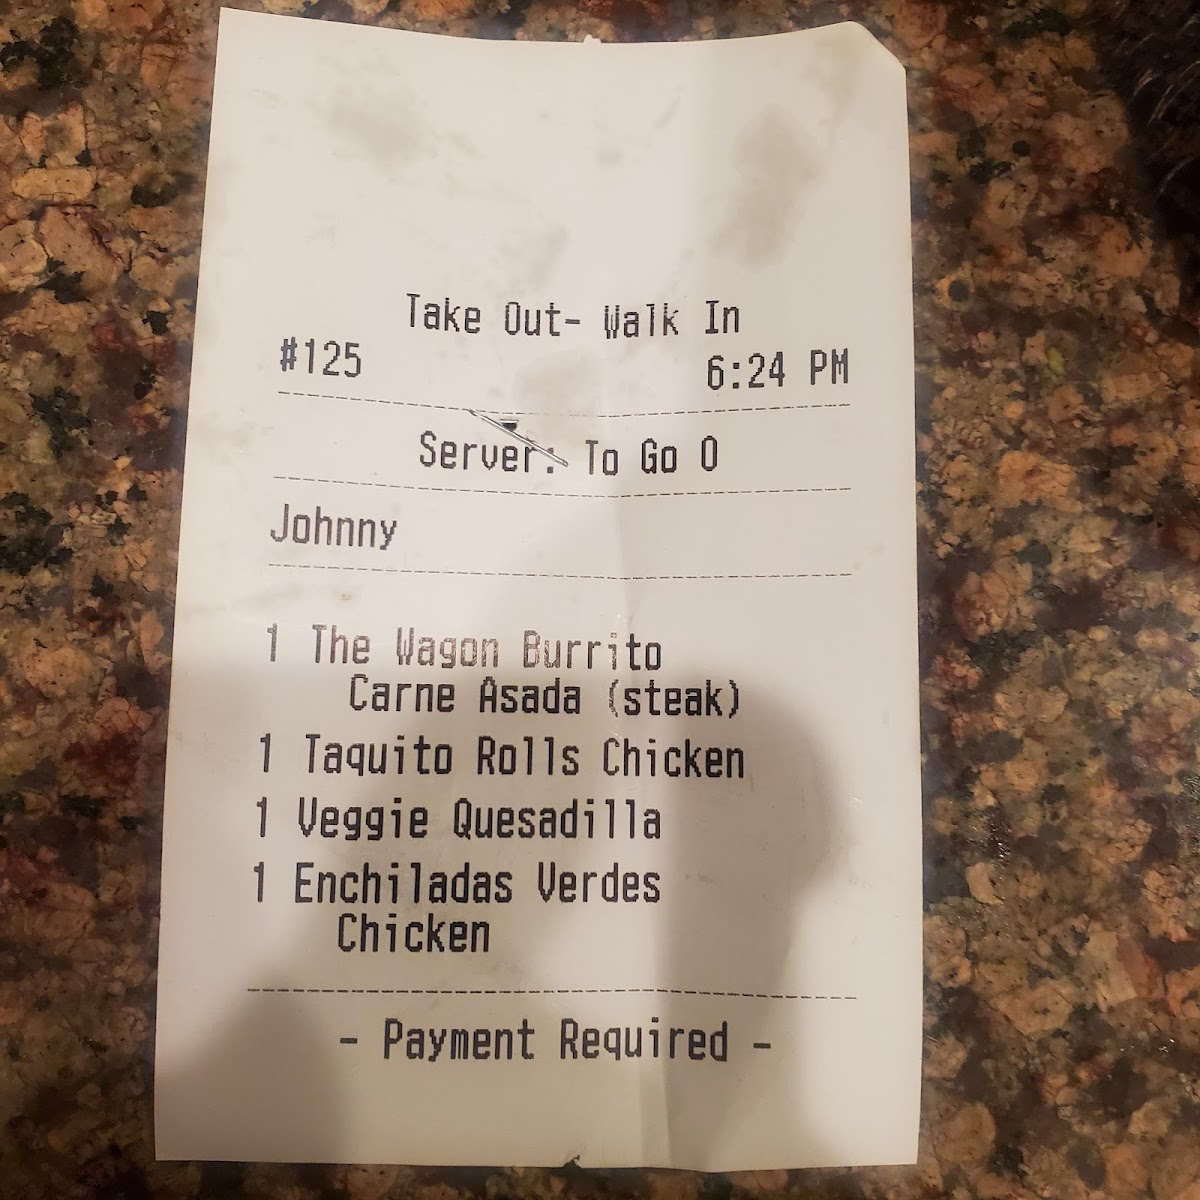 Take Out- Walk In
#125 6:24 PM
Server: To Go O
Johnny
1 The Wagon Burrito
Carne Asada (steak)
1 Taquito Rolls Chicken
1 Veggie Quesadilla
1 Enchiladas Verdes
Chicken
- Payment Required -